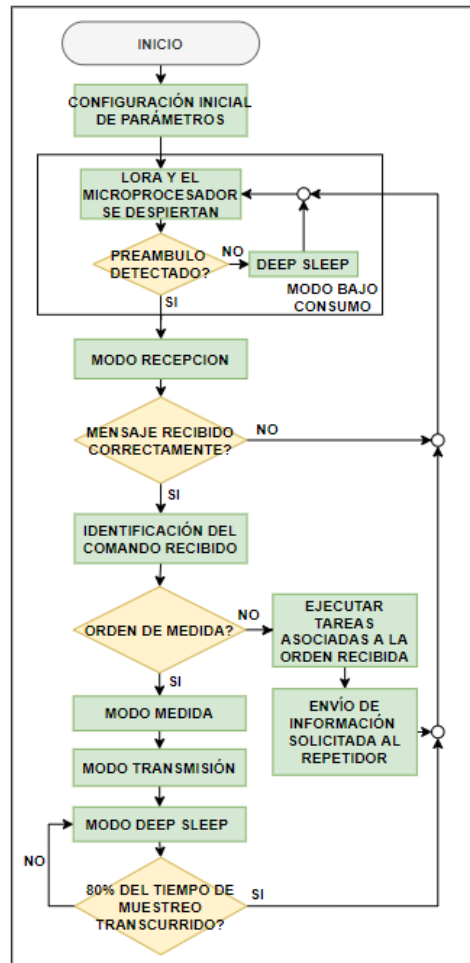 INICIO
CONFIGURACIÓN INICIAL
DE PARÁMETROS
LORA Y EL
MICROPROCESADOR
SE DESPIERTAN
PREAMBULO
DETECTADO?
NO
DEEP SLEEP
MODO BAJO
CONSUMO
SI
MODO RECEPCION
MENSAJE RECIBIDO
CORRECTAMENTE?
NO
SI
IDENTIFICACIÓN DEL
COMANDO RECIBIDO
ORDEN DE MEDIDA?
NO
EJECUTAR
TAREAS
ASOCIADAS A LA
ORDEN RECIBIDA
SI
ENVÍO DE
INFORMACIÓN
SOLICITADA AL
REPETIDOR
MODO MEDIDA
MODO TRANSMISIÓN
MODO DEEP SLEEP
NO
80% DEL TIEMPO DE
MUESTREO
TRANSCURRIDO?
SI